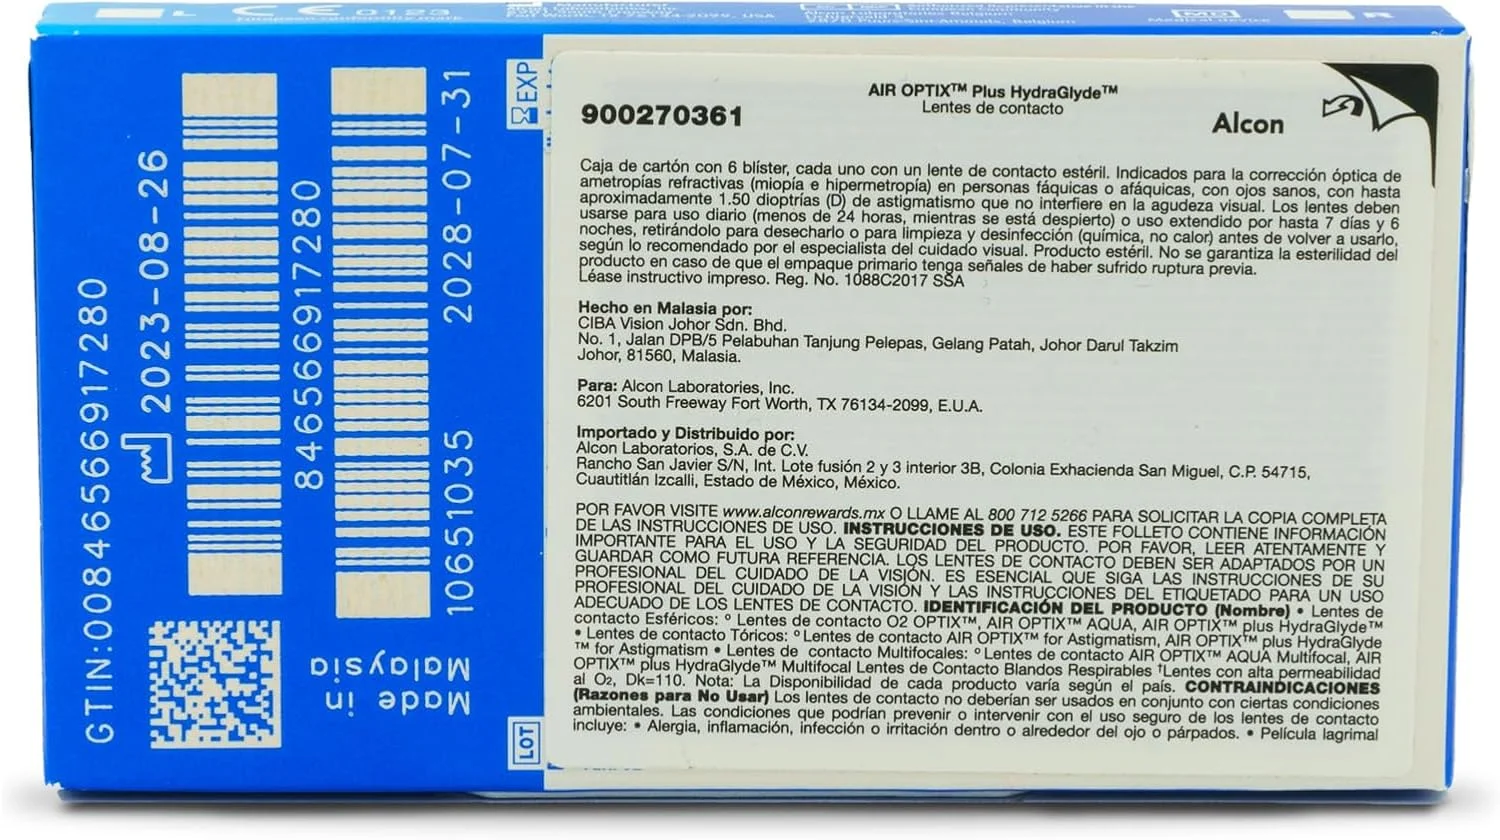 L CE 0123
European conformity mark
Fort Worth, TX 76134-2099, USA
2870 Puurs-Sint-Amands, Belgium
MD
Medical device
R
GTIN:00846566917280
2023-08-26
846566917280
EXP
2028-07-31
LOT
10651035
Made in
Malaysia
900270361
AIR OPTIX™ Plus HydraGlyde™
Lentes de contacto
Alcon
Caja de cartón con 6 blíster, cada uno con un lente de contacto estéril. Indicados para la corrección óptica de
ametropías refractivas (miopía e hipermetropía) en personas fáquicas o afáquicas, con ojos sanos, con hasta
aproximadamente 1.50 dioptrías (D) de astigmatismo que no interfiere en la agudeza visual. Los lentes deben
usarse para uso diario (menos de 24 horas, mientras se está despierto) o uso extendido por hasta 7 días y 6
noches, retirándolo para desecharlo o para limpieza y desinfección (química, no calor) antes de volver a usarlo,
según lo recomendado por el especialista del cuidado visual. Producto estéril. No se garantiza la esterilidad del
producto en caso de que el empaque primario tenga señales de haber sufrido ruptura previa.
Léase instructivo impreso. Reg. No. 1088C2017 SSA
Hecho en Malasia por:
CIBA Vision Johor Sdn. Bhd.
No. 1, Jalan DPB/5 Pelabuhan Tanjung Pelepas, Gelang Patah, Johor Darul Takzim
Johor, 81560, Malasia.
Para: Alcon Laboratories, Inc.
6201 South Freeway Fort Worth, TX 76134-2099, E.U.A.
Importado y Distribuido por:
Alcon Laboratorios, S.A. de C.V.
Rancho San Javier S/N, Int. Lote fusión 2 y 3 interior 3B, Colonia Exhacienda San Miguel, C.P. 54715,
Cuautitlán Izcalli, Estado de México, México.
POR FAVOR VISITE www.alconrewards.mx O LLAME AL 800 712 5266 PARA SOLICITAR LA COPIA COMPLETA
DE LAS INSTRUCCIONES DE USO. INSTRUCCIONES DE USO. ESTE FOLLETO CONTIENE INFORMACIÓN
IMPORTANTE PARA EL USO Y LA SEGURIDAD DEL PRODUCTO. POR FAVOR, LEER ATENTAMENTE Y
GUARDAR COMO FUTURA REFERENCIA. LOS LENTES DE CONTACTO DEBEN SER ADAPTADOS POR UN
PROFESIONAL DEL CUIDADO DE LA VISIÓN. ES ESENCIAL QUE SIGA LAS INSTRUCCIONES DE SU
PROFESIONAL DEL CUIDADO DE LA VISIÓN Y LAS INSTRUCCIONES DEL ETIQUETADO PARA UN USO
ADECUADO DE LOS LENTES DE CONTACTO. IDENTIFICACIÓN DEL PRODUCTO (Nombre) • Lentes de
contacto Esféricos: ° Lentes de contacto O2 OPTIX™, AIR OPTIX™ AQUA, AIR OPTIX™ plus HydraGlyde™
• Lentes de contacto Tóricos: ° Lentes de contacto AIR OPTIX™ for Astigmatism, AIR OPTIX™ plus HydraGlyde
™ for Astigmatism • Lentes de contacto Multifocales: ° Lentes de contacto AIR OPTIX™ AQUA Multifocal, AIR
OPTIX™ plus HydraGlyde™ Multifocal Lentes de Contacto Blandos Respirables †Lentes con alta permeabilidad
al O₂, Dk=110. Nota: La Disponibilidad de cada producto varía según el país. CONTRAINDICACIONES
(Razones para No Usar) Los lentes de contacto no deberían ser usados en conjunto con ciertas condiciones
ambientales. Las condiciones que podrían prevenir o intervenir con el uso seguro de los lentes de contacto
incluye: • Alergia, inflamación, infección o irritación dentro o alrededor del ojo o párpados. • Película lagrimal